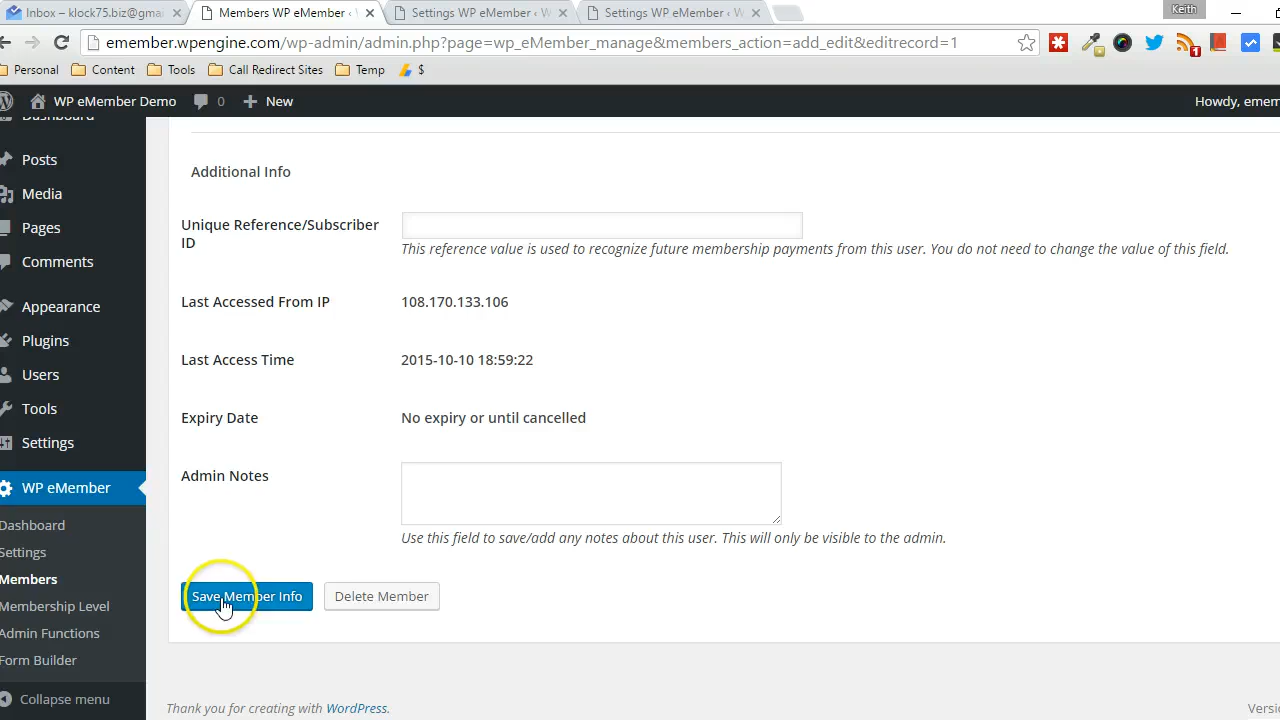 Inbox – klock75.biz@gma
Members WP eMember ‹
Settings WP eMember ‹ W
Settings WP eMember ‹ W
Keith
emember.wpengine.com/wp-admin/admin.php?page=wp_eMember_manage&members_action=add_edit&editrecord=1
1
Personal
Content
Tools
Call Redirect Sites
Temp
$
WP eMember Demo
0
New
Howdy, emem
Dashboard
Posts
Media
Pages
Comments
Appearance
Plugins
Users
Tools
Settings
WP eMember
Dashboard
Settings
Members
Membership Level
Admin Functions
Form Builder
Collapse menu
Additional Info
Unique Reference/Subscriber
ID
This reference value is used to recognize future membership payments from this user. You do not need to change the value of this field.
Last Accessed From IP
108.170.133.106
Last Access Time
2015-10-10 18:59:22
Expiry Date
No expiry or until cancelled
Admin Notes
Use this field to save/add any notes about this user. This will only be visible to the admin.
Save Member Info
Delete Member
Thank you for creating with WordPress.
Versi